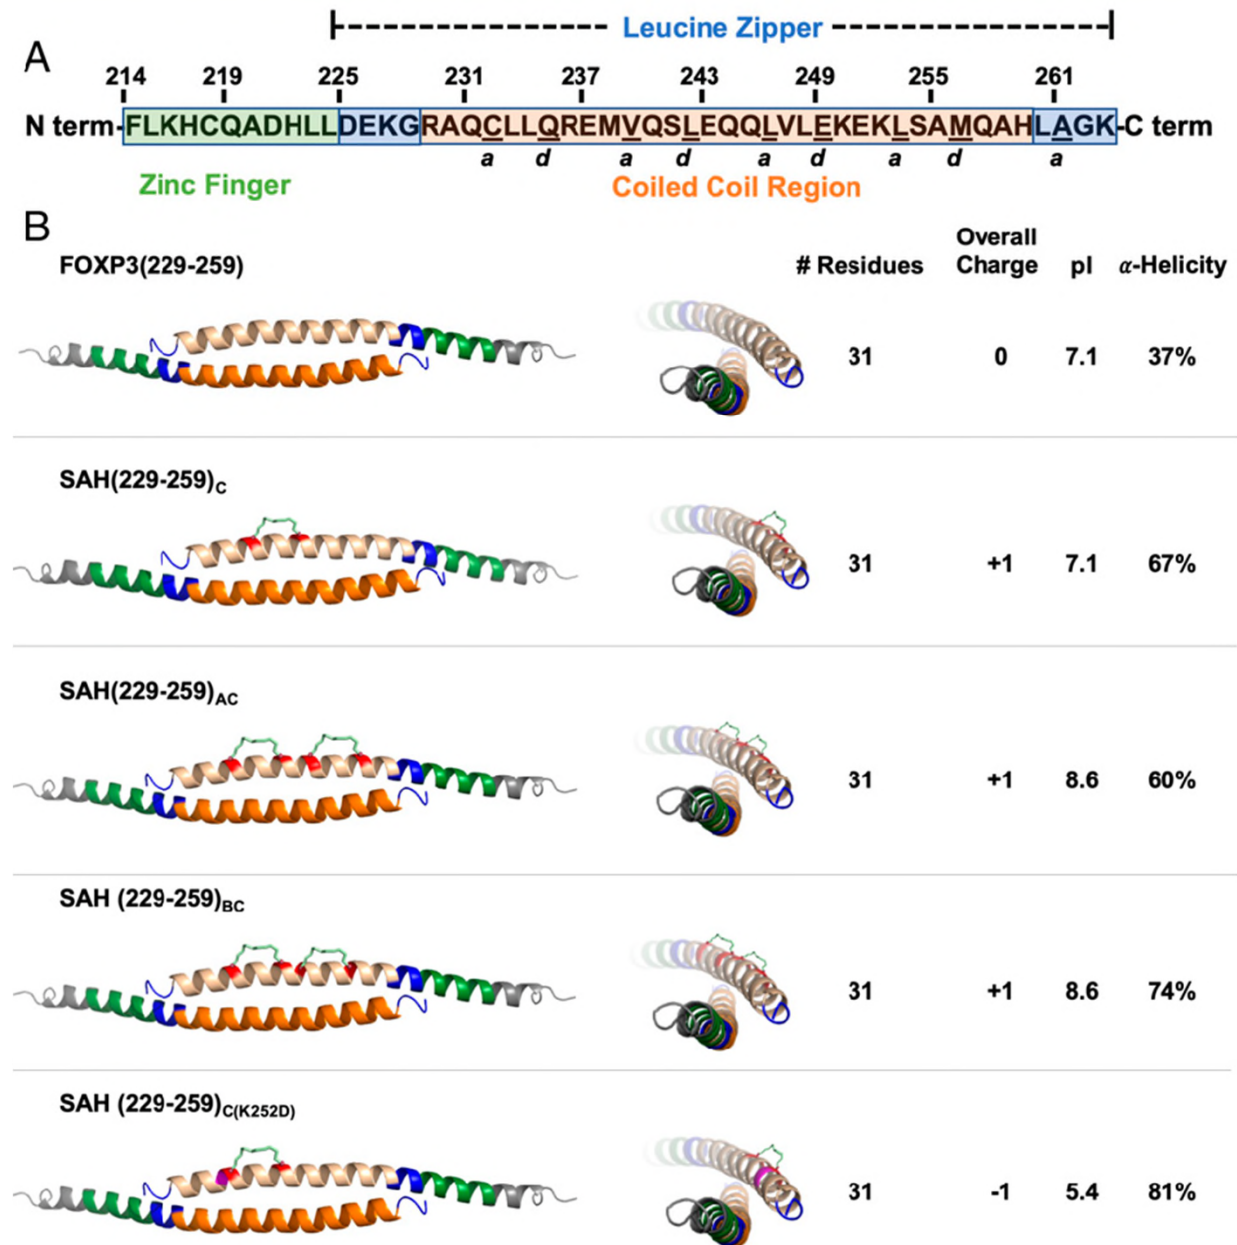 Leucine Zipper
A
214 219 225 231 237 243 249 255 261
N term-FLKHCQADHLLDEKGRAQCLLQREMVQSLEQQLVLEKEKLSAMQAHLAGK-C term
a d a d a d a d a
Zinc Finger Coiled Coil Region
B
FOXP3(229-259) # Residues Overall Charge pI α-Helicity
31 0 7.1 37%
SAH(229-259)C
31 +1 7.1 67%
SAH(229-259)AC
31 +1 8.6 60%
SAH (229-259)BC
31 +1 8.6 74%
SAH (229-259)C(K252D)
31 -1 5.4 81%